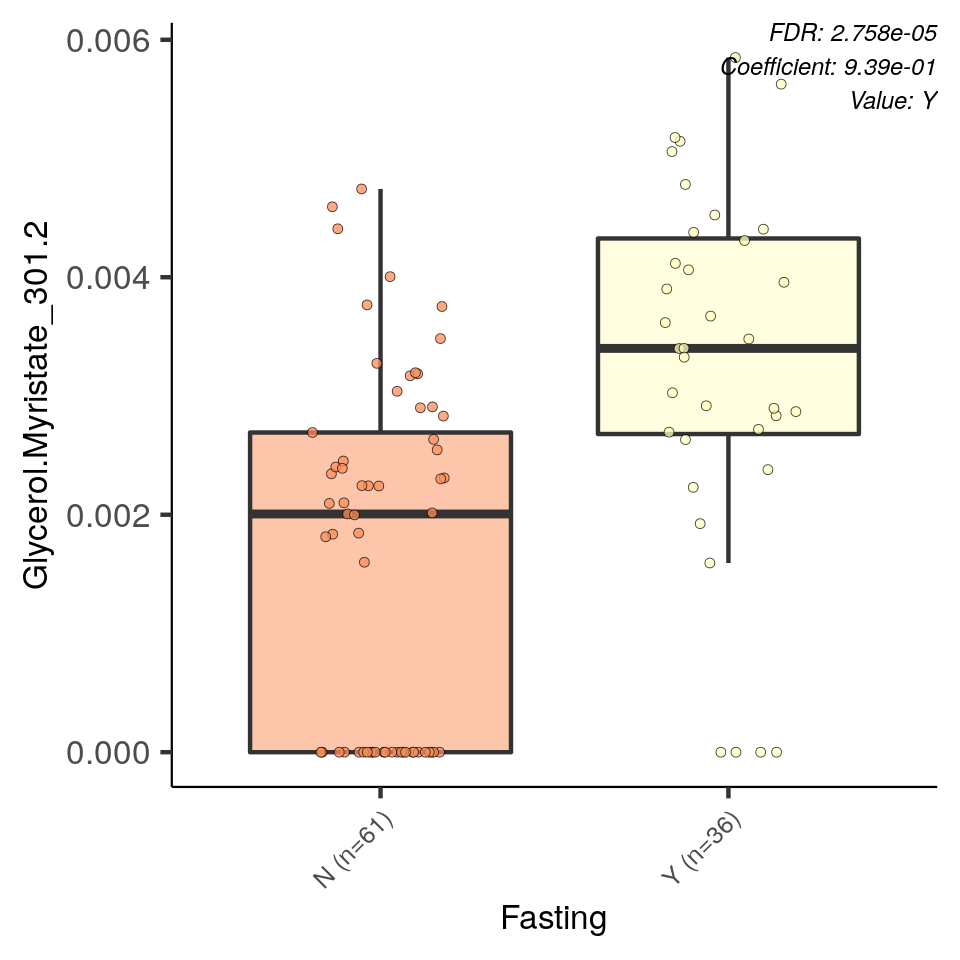 FDR: 2.758e-05
Coefficient: 9.39e-01
Value: Y
Glycerol.Myristate_301.2
0.006
0.004
0.002
0.000
N (n=61)
Y (n=36)
Fasting